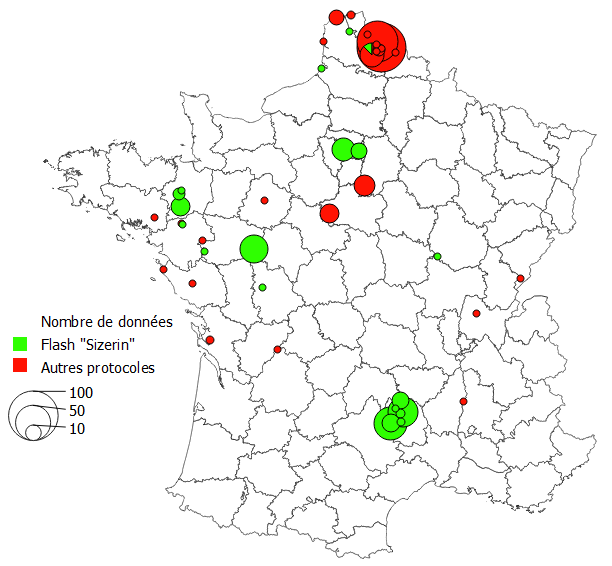 Nombre de données
Flash "Sizerin"
Autres protocoles
100
50
10